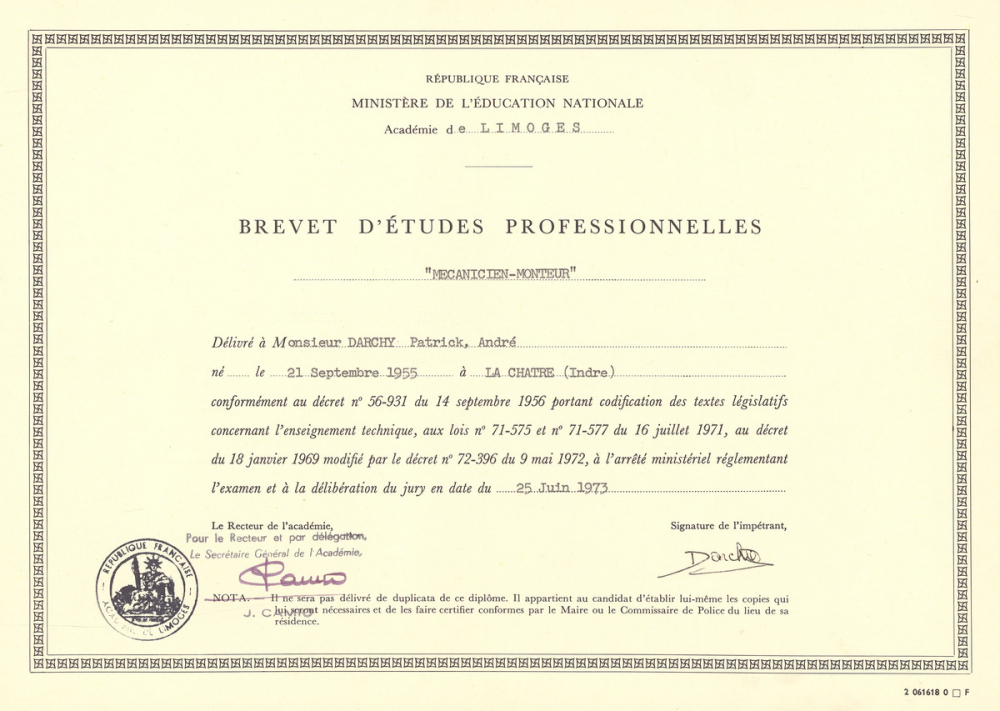 RÉPUBLIQUE FRANÇAISE
MINISTÈRE DE L'ÉDUCATION NATIONALE
Académie de LIMOGES
BREVET D'ÉTUDES PROFESSIONNELLES
"MECANICIEN-MONTEUR"
Délivré à Monsieur DARCHY Patrick, André
né le 21 Septembre 1955 à LA CHATRE (Indre)
conformément au décret n° 56-931 du 14 septembre 1956 portant codification des textes législatifs
concernant l'enseignement technique, aux lois n° 71-575 et n° 71-577 du 16 juillet 1971, au décret
du 18 janvier 1969 modifié par le décret n° 72-396 du 9 mai 1972, à l'arrêté ministériel réglementant
l'examen et à la délibération du jury en date du 25 Juin 1973
Le Recteur de l'académie,
Pour le Recteur et par délégation,
Le Secrétaire Général de l'Académie,
Signature de l'impétrant,
Darchy
RÉPUBLIQUE FRANÇAISE
DE LIMOGES
NOTA. — Il ne sera pas délivré de duplicata de ce diplôme. Il appartient au candidat d'établir lui-même les copies qui
lui seront nécessaires et de les faire certifier conformes par le Maire ou le Commissaire de Police du lieu de sa
résidence.
2 061618 0 □ F